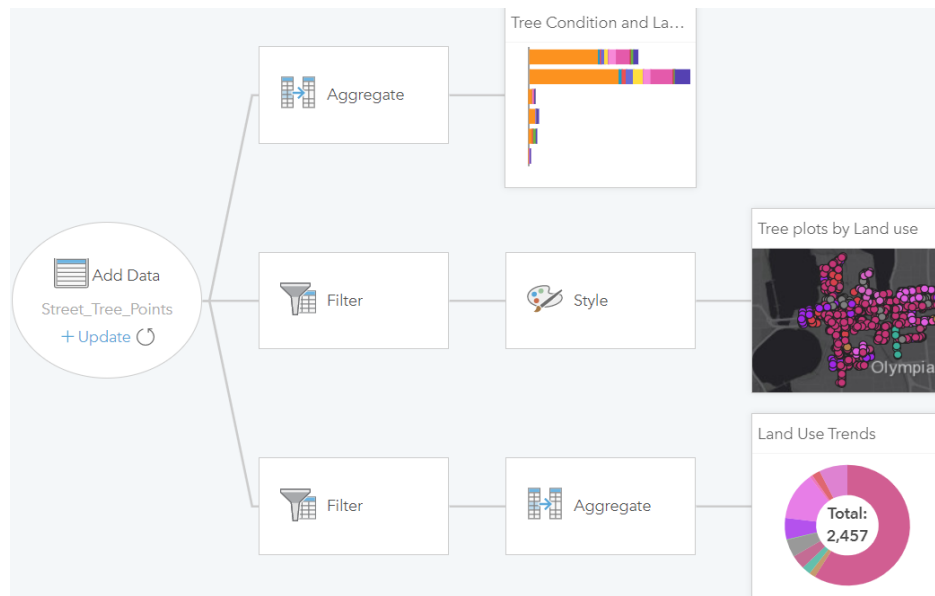 Tree Condition and La...
Aggregate
Tree plots by Land use
Add Data
Street_Tree_Points
+ Update
Filter
Style
Olympia
Land Use Trends
Filter
Aggregate
Total:
2,457